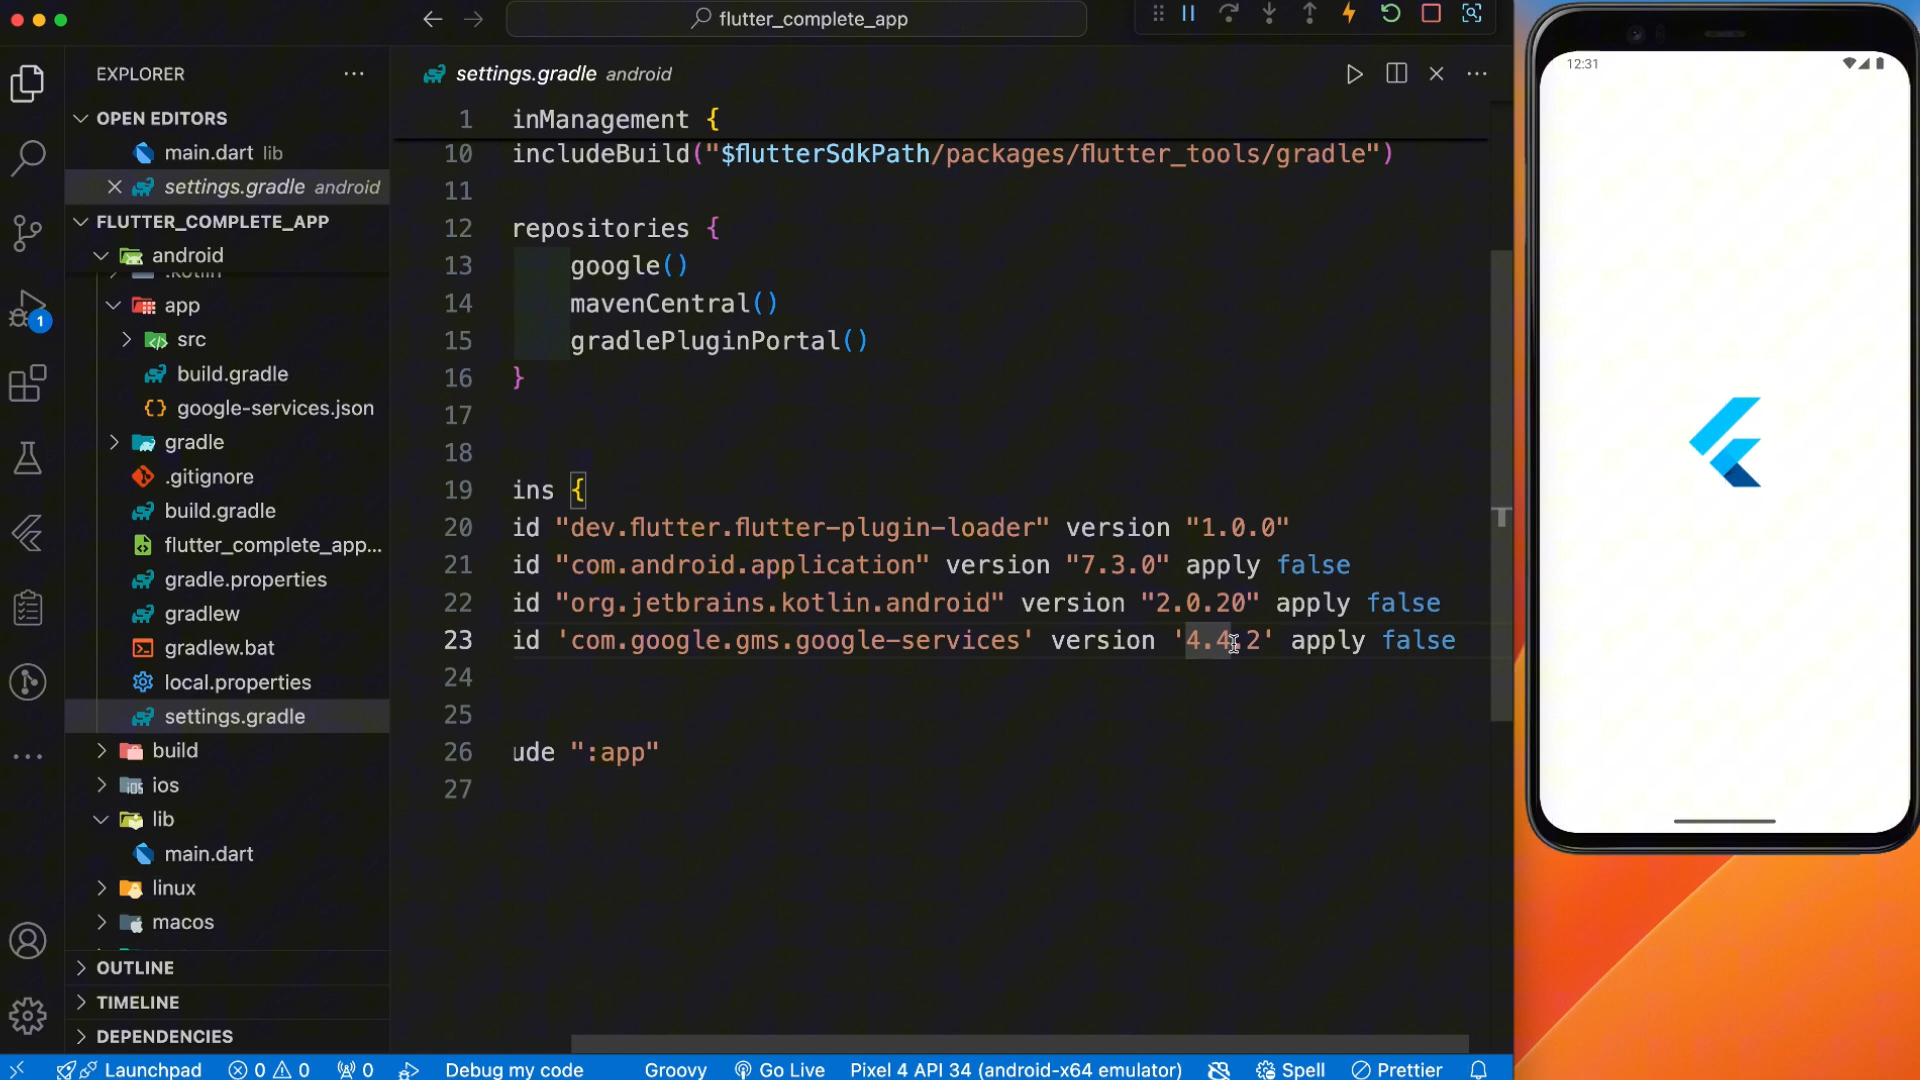 flutter_complete_app
EXPLORER
OPEN EDITORS
main.dart lib
settings.gradle android
FLUTTER_COMPLETE_APP
android
.kotlin
app
src
build.gradle
google-services.json
gradle
.gitignore
build.gradle
flutter_complete_app...
gradle.properties
gradlew
gradlew.bat
local.properties
settings.gradle
build
ios
lib
main.dart
linux
macos
OUTLINE
TIMELINE
DEPENDENCIES
1
settings.gradle android
1 inManagement {
10 includeBuild("$flutterSdkPath/packages/flutter_tools/gradle")
11
12 repositories {
13 google()
14 mavenCentral()
15 gradlePluginPortal()
16 }
17
18
19 ins {
20 id "dev.flutter.flutter-plugin-loader" version "1.0.0"
21 id "com.android.application" version "7.3.0" apply false
22 id "org.jetbrains.kotlin.android" version "2.0.20" apply false
23 id 'com.google.gms.google-services' version '4.4.2' apply false
24
25
26 ude ":app"
27
12:31
Launchpad 0 0 0 Debug my code Groovy Go Live Pixel 4 API 34 (android-x64 emulator) Spell Prettier